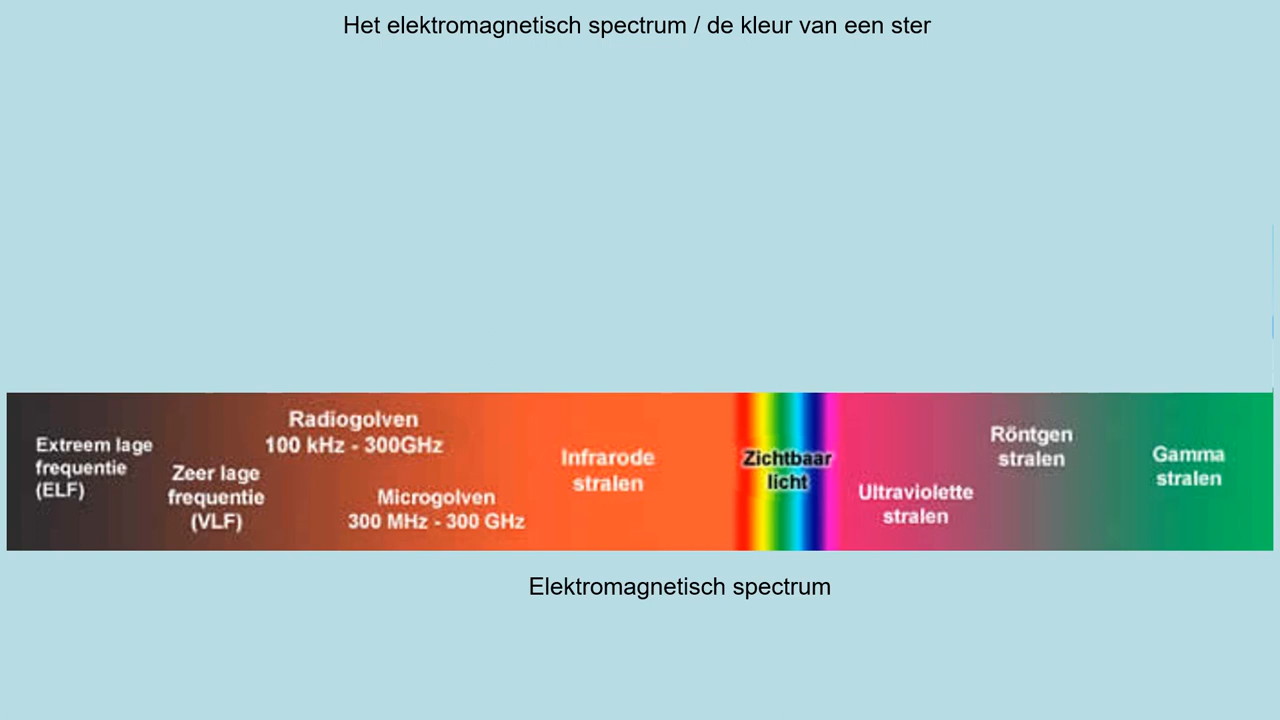 Het elektromagnetisch spectrum / de kleur van een ster
Extreem lage
frequentie
(ELF)
Zeer lage
frequentie
(VLF)
Radiogolven
100 kHz - 300GHz
Microgolven
300 MHz - 300 GHz
Infrarode
stralen
Zichtbaar
licht
Ultraviolette
stralen
Röntgen
stralen
Gamma
stralen
Elektromagnetisch spectrum